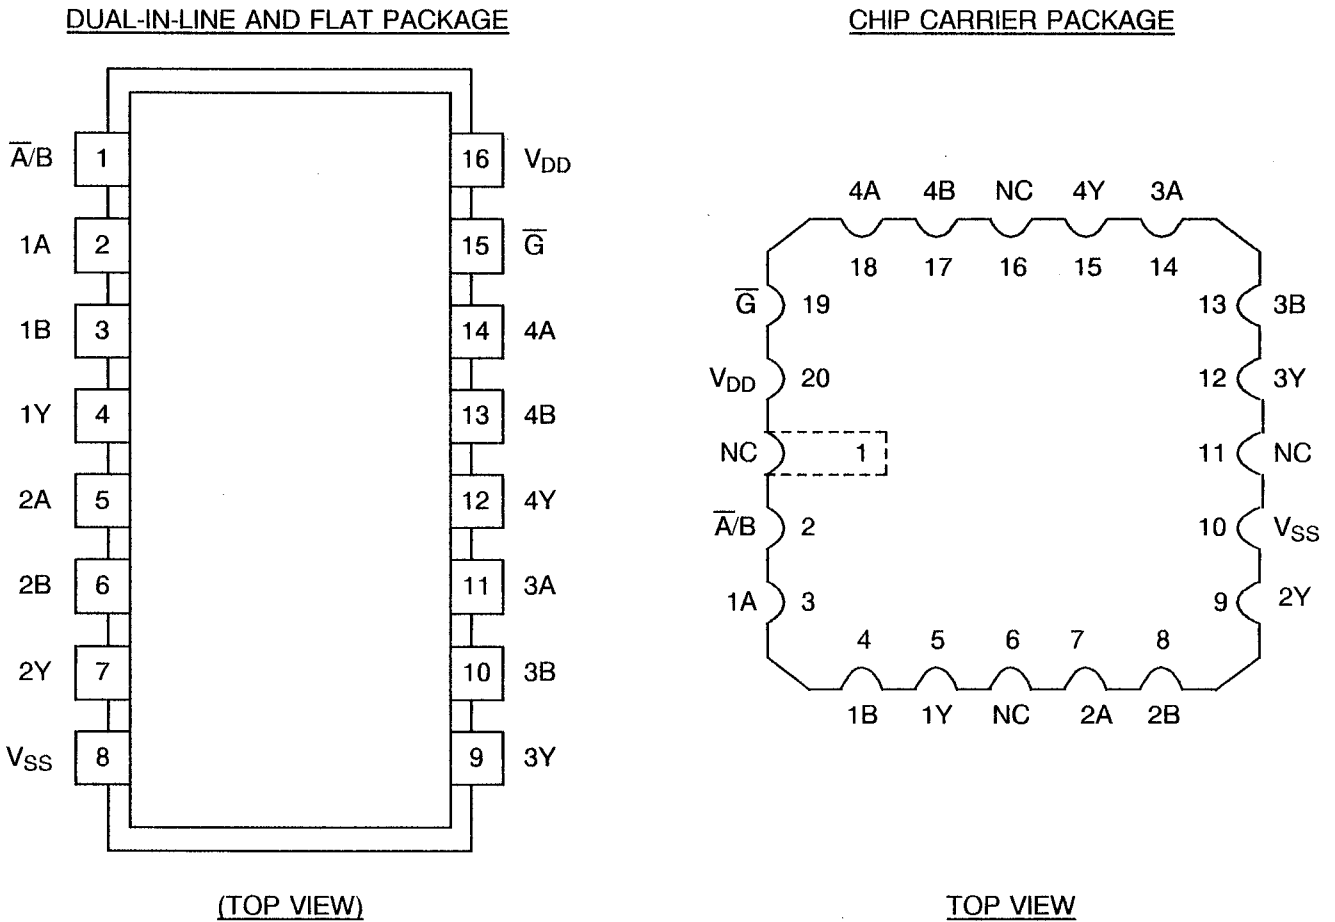 DUAL-IN-LINE AND FLAT PACKAGE
A̅/B 1 16 VDD
1A 2 15 G̅
1B 3 14 4A
1Y 4 13 4B
2A 5 12 4Y
2B 6 11 3A
2Y 7 10 3B
VSS 8 9 3Y
(TOP VIEW)
CHIP CARRIER PACKAGE
4A 4B NC 4Y 3A
18 17 16 15 14
G̅ 19 13 3B
VDD 20 12 3Y
NC 1 11 NC
A̅/B 2 10 VSS
1A 3 9 2Y
4 5 6 7 8
1B 1Y NC 2A 2B
TOP VIEW